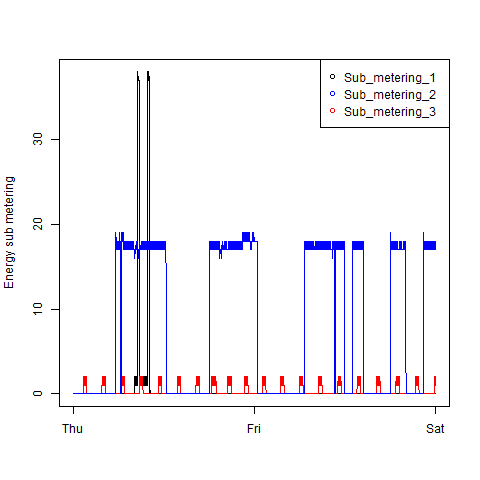 Sub_metering_1
Sub_metering_2
Sub_metering_3
Energy sub metering
30
20
10
0
Thu
Fri
Sat